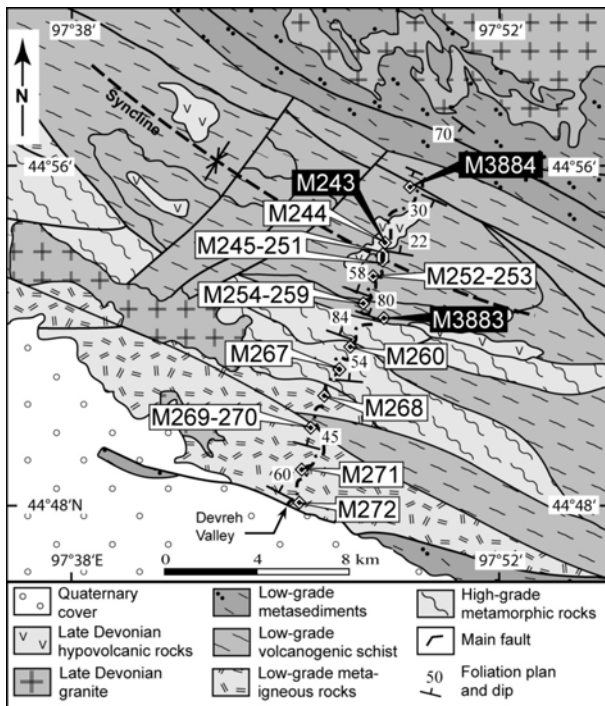 97°38′ 97°52′
N
Syncline
70
44°56′ 44°56′
M3884
M243
30
M244
22
M245-251
58
M252-253
M254-259
80
84
M3883
M267
54
M260
M268
M269-270
45
60
M271
44°48′N 44°48′
M272
Devreh
Valley
97°38′E 97°52′
0 4 8 km
Quaternary
cover
Low-grade
metasediments
High-grade
metamorphic rocks
Late Devonian
hypovolcanic rocks
Low-grade
volcanogenic schist
Main fault
Late Devonian
granite
Low-grade meta-
igneous rocks
50
Foliation plan
and dip